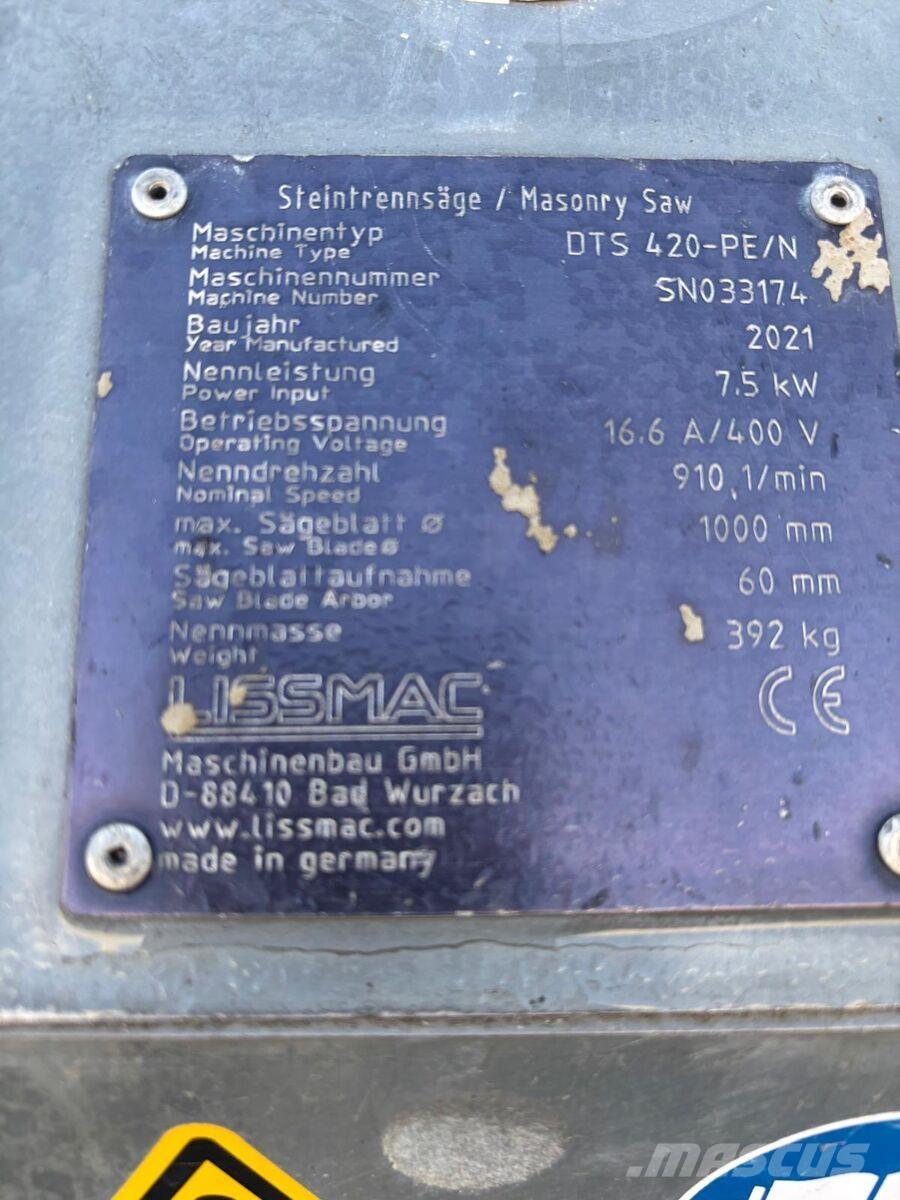 Steintrennsäge / Masonry Saw
Maschinentyp
Machine Type DTS 420-PE/N
Maschinennummer
Machine Number SN033174
Baujahr
Year Manufactured 2021
Nennleistung
Power Input 7.5 kW
Betriebsspannung
Operating Voltage 16.6 A/400 V
Nenndrehzahl
Nominal Speed 910,1/min
max. Sägeblatt Ø
max. Saw Blade Ø 1000 mm
Sägeblattaufnahme
Saw Blade Arbor 60 mm
Nennmasse
Weight 392 kg
LISSMAC CE
Maschinenbau GmbH
D-88410 Bad Wurzach
www.lissmac.com
made in germany
MASCUS